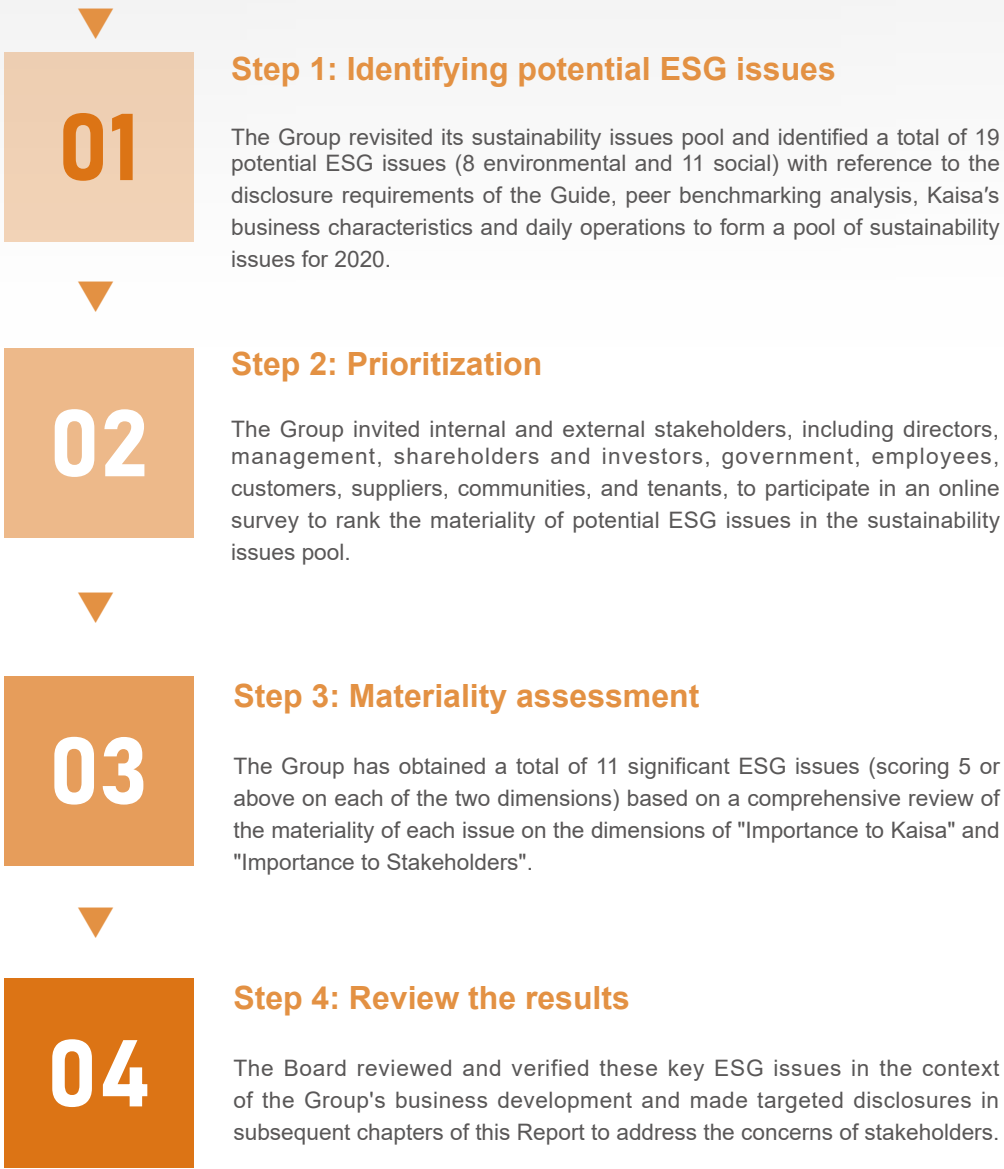 01
Step 1: Identifying potential ESG issues
The Group revisited its sustainability issues pool and identified a total of 19
potential ESG issues (8 environmental and 11 social) with reference to the
disclosure requirements of the Guide, peer benchmarking analysis, Kaisa′s
business characteristics and daily operations to form a pool of sustainability
issues for 2020.
02
Step 2: Prioritization
The Group invited internal and external stakeholders, including directors,
management, shareholders and investors, government, employees,
customers, suppliers, communities, and tenants, to participate in an online
survey to rank the materiality of potential ESG issues in the sustainability
issues pool.
03
Step 3: Materiality assessment
The Group has obtained a total of 11 significant ESG issues (scoring 5 or
above on each of the two dimensions) based on a comprehensive review of
the materiality of each issue on the dimensions of "Importance to Kaisa" and
"Importance to Stakeholders".
04
Step 4: Review the results
The Board reviewed and verified these key ESG issues in the context
of the Group's business development and made targeted disclosures in
subsequent chapters of this Report to address the concerns of stakeholders.